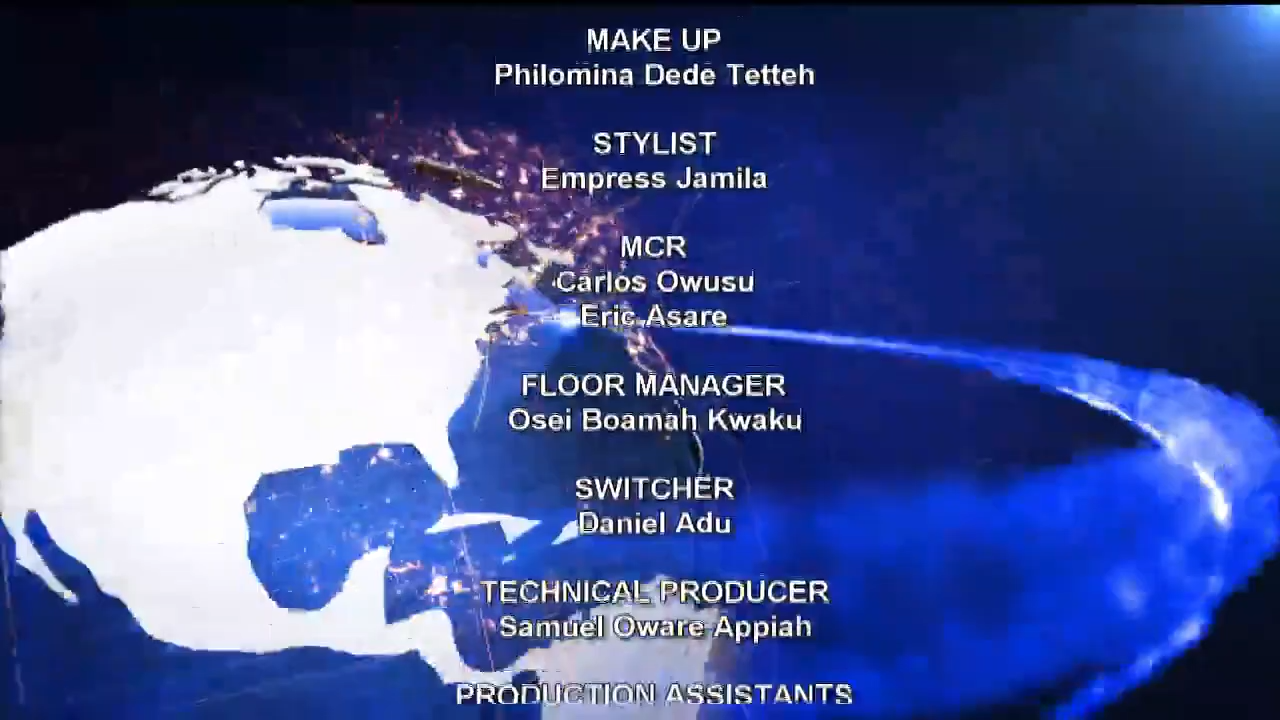 MAKE UP
Philomina Dede Tetteh
STYLIST
Empress Jamila
MCR
Carlos Owusu
Eric Asare
FLOOR MANAGER
Osei Boamah Kwaku
SWITCHER
Daniel Adu
TECHNICAL PRODUCER
Samuel Oware Appiah
PRODUCTION ASSISTANTS